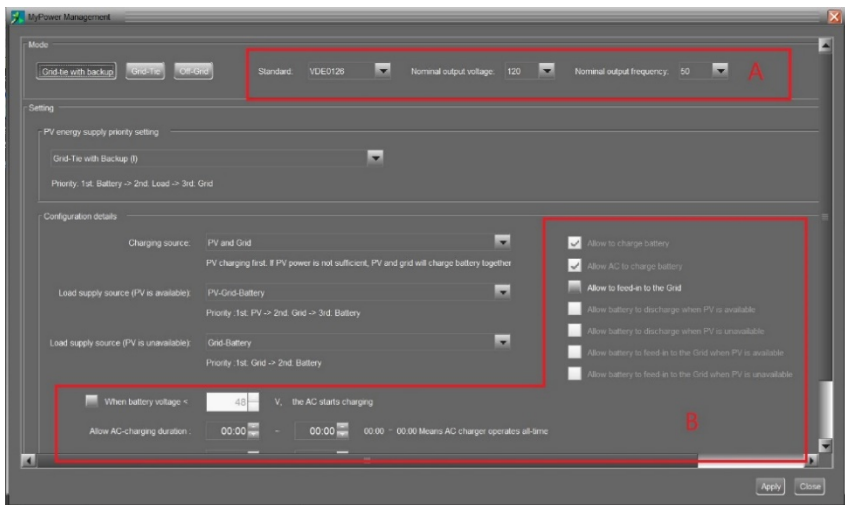 MyPower Management
Mode
Grid-tie with backup Grid-Tie Off-Grid Standard: VDE0126 Nominal output voltage: 120 Nominal output frequency: 50 A
Setting
PV energy supply priority setting
Grid-Tie with Backup (I)
Priority: 1st. Battery -> 2nd. Load -> 3rd. Grid
Configuration details
Charging source: PV and Grid
PV charging first. If PV power is not sufficient, PV and grid will charge battery together
Load supply source (PV is available): PV-Grid-Battery
Priority :1st. PV -> 2nd. Grid -> 3rd. Battery
Load supply source (PV is unavailable): Grid-Battery
Priority :1st. Grid -> 2nd. Battery
Allow to charge battery
Allow AC to charge battery
Allow to feed-in to the Grid
Allow battery to discharge when PV is available
Allow battery to discharge when PV is unavailable
Allow battery to feed-in to the Grid when PV is available
Allow battery to feed-in to the Grid when PV is unavailable
When battery voltage < 48 V, the AC starts charging
Allow AC-charging duration : 00:00 - 00:00 00:00 - 00:00 Means AC charger operates all-time
B
Apply Close